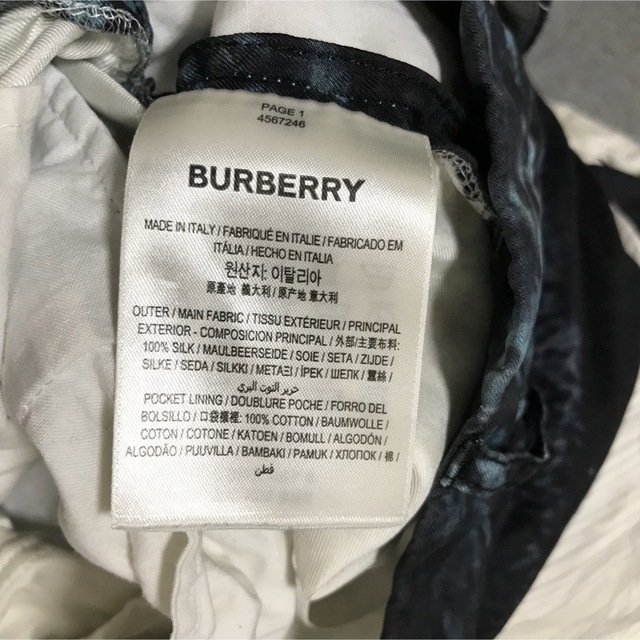 PAGE 1
4567246
BURBERRY
MADE IN ITALY / FABRIQUÉ EN ITALIE / FABRICADO EM
ITÁLIA / HECHO EN ITALIA
원산지: 이탈리아
原產地 義大利 / 原产地 意大利
OUTER / MAIN FABRIC / TISSU EXTÉRIEUR / PRINCIPAL
EXTERIOR - COMPOSICION PRINCIPAL / 外部/主要布料:
100% SILK / MAULBEERSEIDE / SOIE / SETA / ZIJDE /
SILKE / SEDA / SILKKI / ΜΕΤΑΞΙ / İPEK / ШЕЛК / 蠶絲 /
حرير التوت البري
POCKET LINING / DOUBLURE POCHE / FORRO DEL
BOLSILLO / 口袋襯裡: 100% COTTON / BAUMWOLLE /
COTON / COTONE / KATOEN / BOMULL / ALGODÓN /
ALGODÃO / PUUVILLA / ΒΑΜΒΑΚΙ / PAMUK / ХЛОПОК / 棉 /
قطن